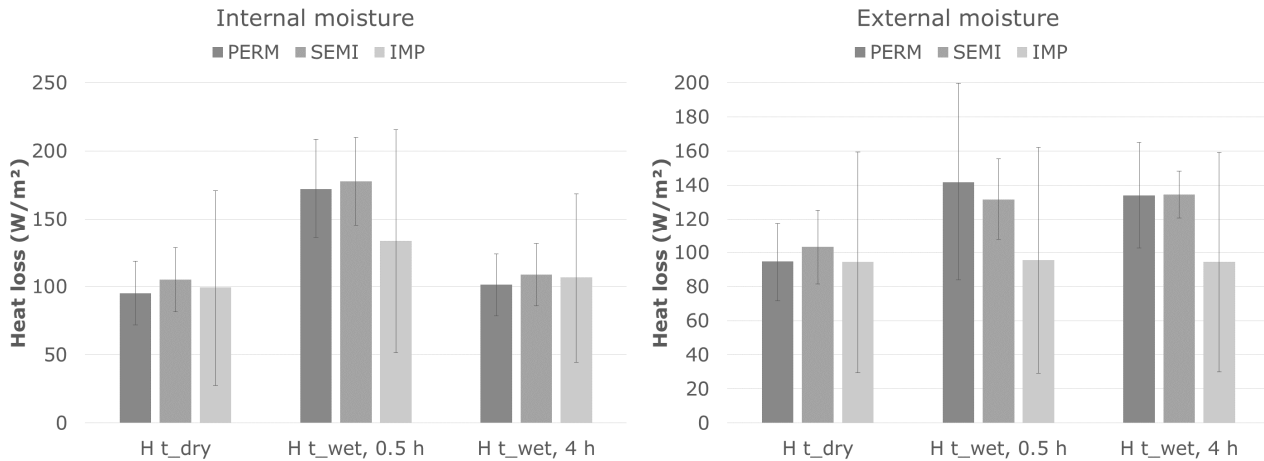 Internal moisture
PERM SEMI IMP
Heat loss (W/m²)
250
200
150
100
50
0
H t_dry H t_wet, 0.5 h H t_wet, 4 h
External moisture
PERM SEMI IMP
Heat loss (W/m²)
200
180
160
140
120
100
80
60
40
20
0
H t_dry H t_wet, 0.5 h H t_wet, 4 h